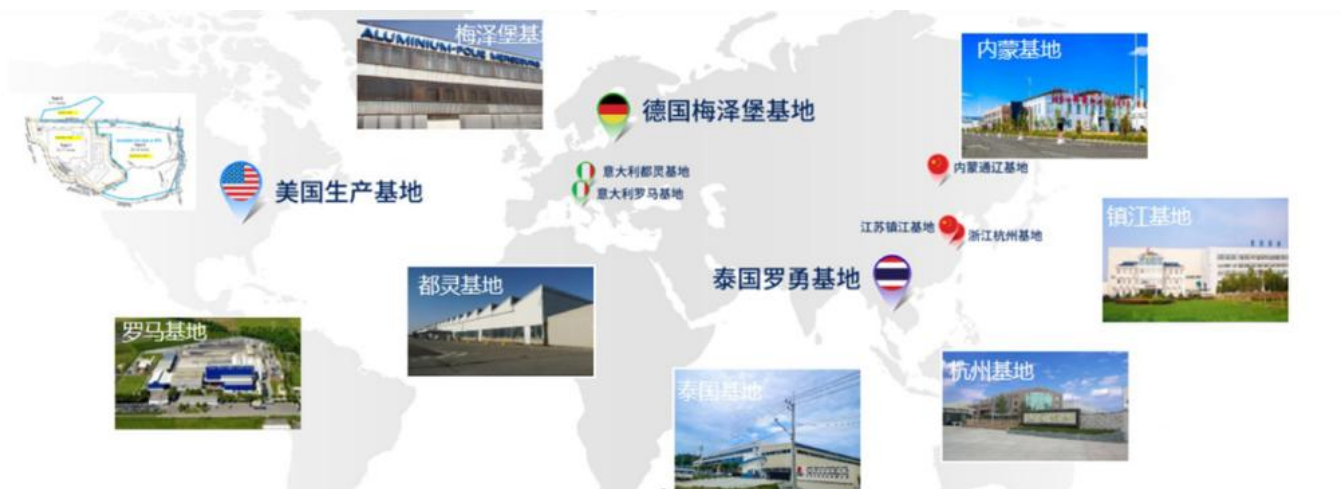 梅泽堡基
ALUMINIUM-POLIS MERSEBURG
内蒙基地
德国梅泽堡基地
意大利都灵基地
意大利罗马基地
内蒙通辽基地
美国生产基地
镇江基地
江苏镇江基地
浙江杭州基地
泰国罗勇基地
都灵基地
罗马基地
杭州基地
泰国基地